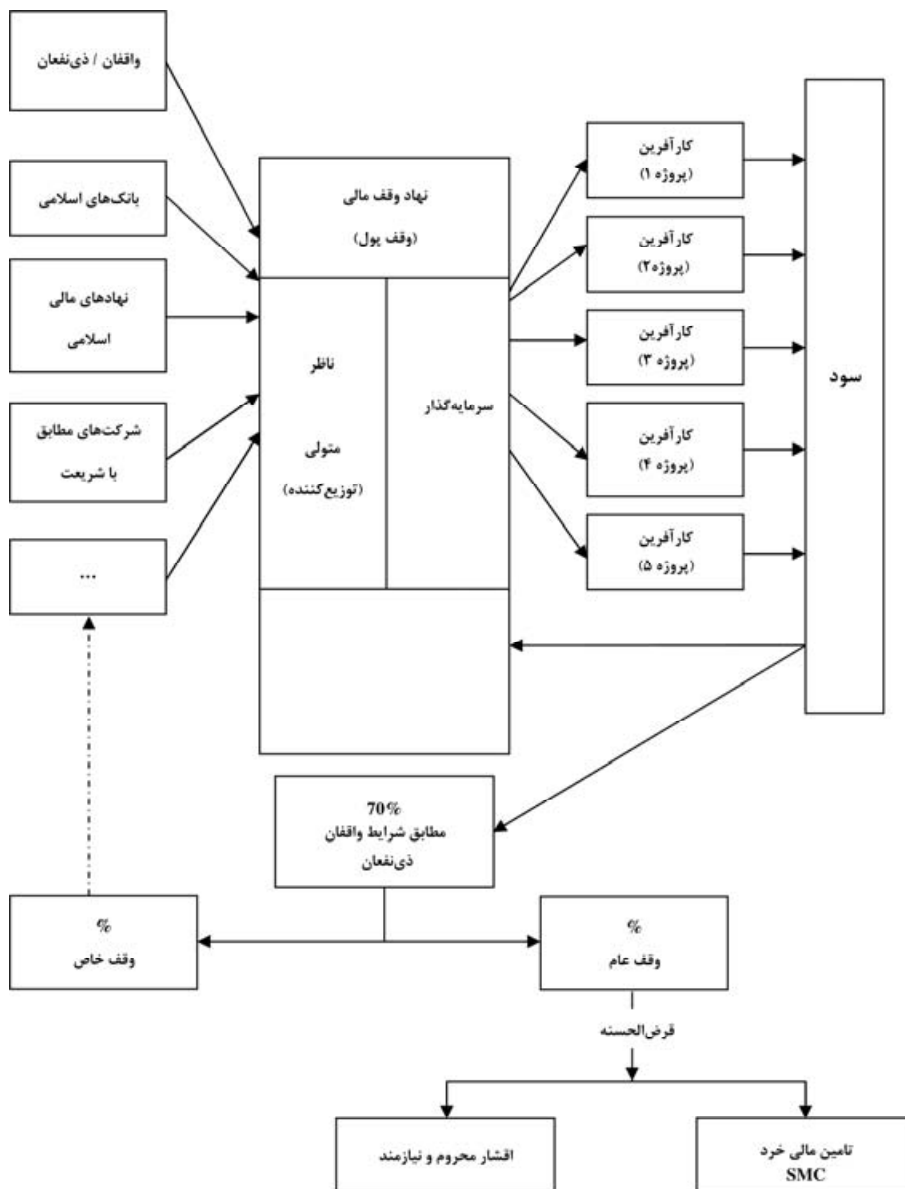 واقفان / ذی‌نفعان
بانک‌های اسلامی
نهادهای مالی
اسلامی
شرکت‌های مطابق
با شریعت
...
نهاد وقف مالی
(وقف پول)
ناظر
متولی
(توزیع‌کننده)
سرمایه‌گذار
کارآفرین
(پروژه ۱)
کارآفرین
(پروژه۲)
کارآفرین
(پروژه ۳)
کارآفرین
(پروژه ۴)
کارآفرین
(پروژه ۵)
سود
70%
مطابق شرایط واقفان
ذی‌نفعان
%
وقف خاص
%
وقف عام
قرض‌الحسنه
اقشار محروم و نیازمند
تامین مالی خرد
SMC